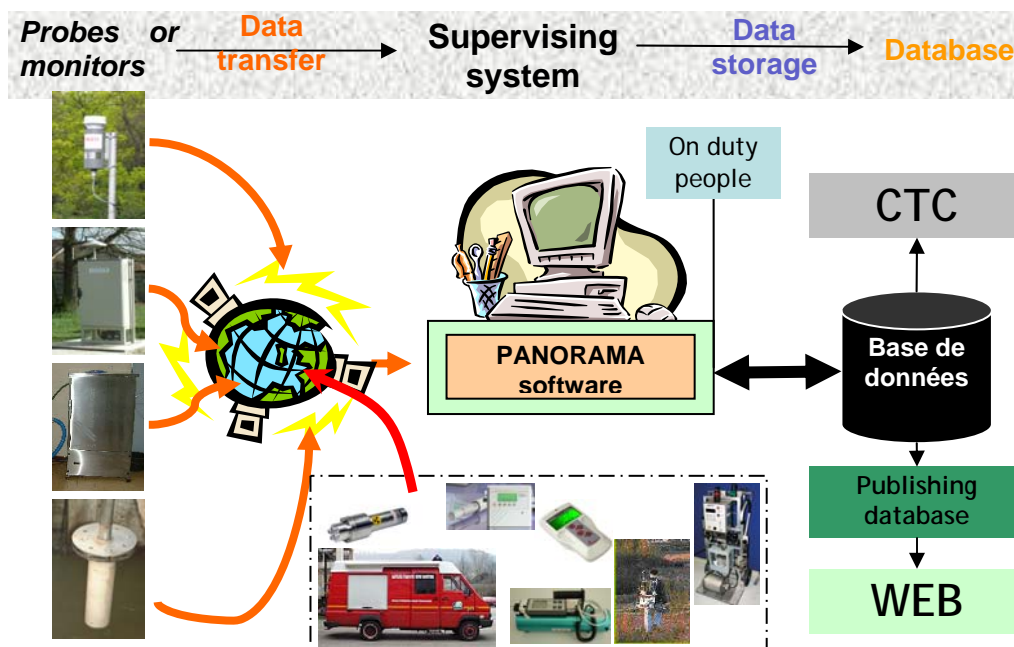 Probes or
monitors
Data
transfer
Supervising
system
Data
storage
Database
On duty
people
CTC
PANORAMA
software
Base de
données
Publishing
database
WEB